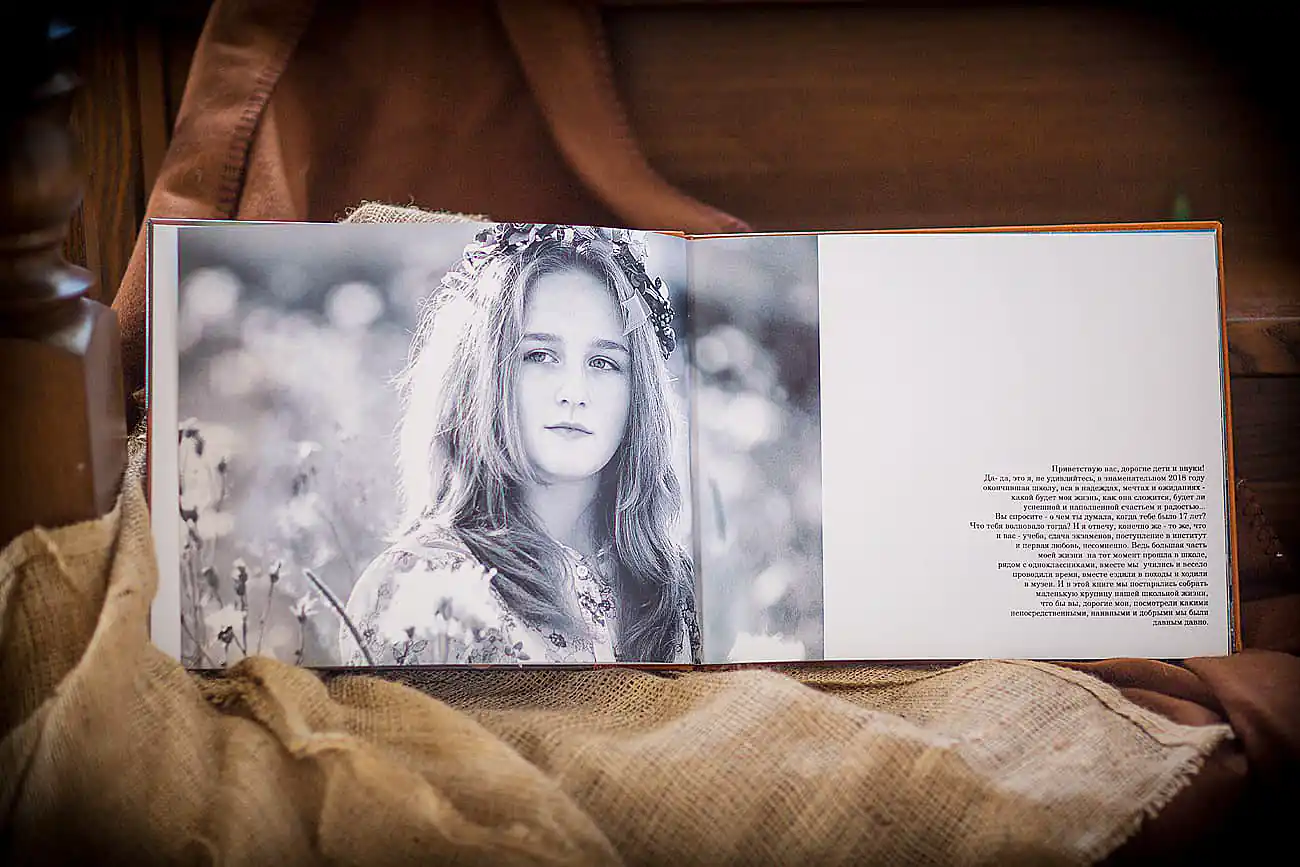 Приветствую вас, дорогие дети и внуки!
Да- да, это я, не удивляйтесь, в знаменательном 2018 году
окончившая школу, вся в надеждах, мечтах и ожиданиях -
какой будет моя жизнь, как она сложится, будет ли
успешной и наполненной счастьем и радостью...
Вы спросите - о чем ты думала, когда тебе было 17 лет?
Что тебя волновало тогда? И я отвечу, конечно же - то же, что
и вас - учеба, сдача экзаменов, поступление в институт
и первая любовь, несомненно. Ведь большая часть
моей жизни на тот момент прошла в школе,
рядом с одноклассниками, вместе мы учились и весело
проводили время, вместе ездили в походы и ходили
в музеи. И в этой книге мы постарались собрать
маленькую крупицу нашей школьной жизни,
что бы вы, дорогие мои, посмотрели какими
непосредственными, наивными и добрыми мы были
давным давно.